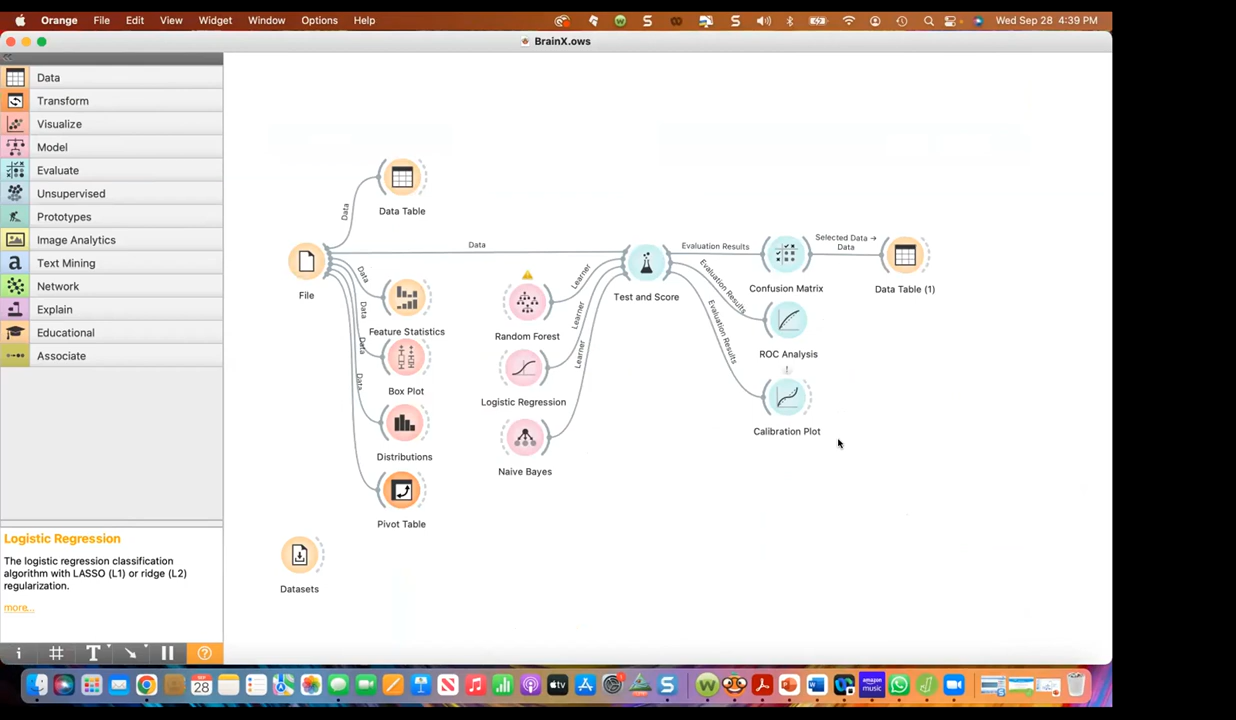 Orange File Edit View Widget Window Options Help Wed Sep 28 4:39 PM
BrainX.ows
Data
Transform
Visualize
Model
Evaluate
Unsupervised
Prototypes
Image Analytics
Text Mining
Network
Explain
Educational
Associate
Logistic Regression
The logistic regression classification
algorithm with LASSO (L1) or ridge (L2)
regularization.
more...
Data Table
Data
File
Data
Data
Data
Data
Data
Feature Statistics
Box Plot
Distributions
Pivot Table
Datasets
Random Forest
Logistic Regression
Naive Bayes
Learner
Learner
Learner
Test and Score
Evaluation Results
Evaluation Results
Evaluation Results
Confusion Matrix
Selected Data →
Data
Data Table (1)
ROC Analysis
Calibration Plot
SEP
28
amazon
music